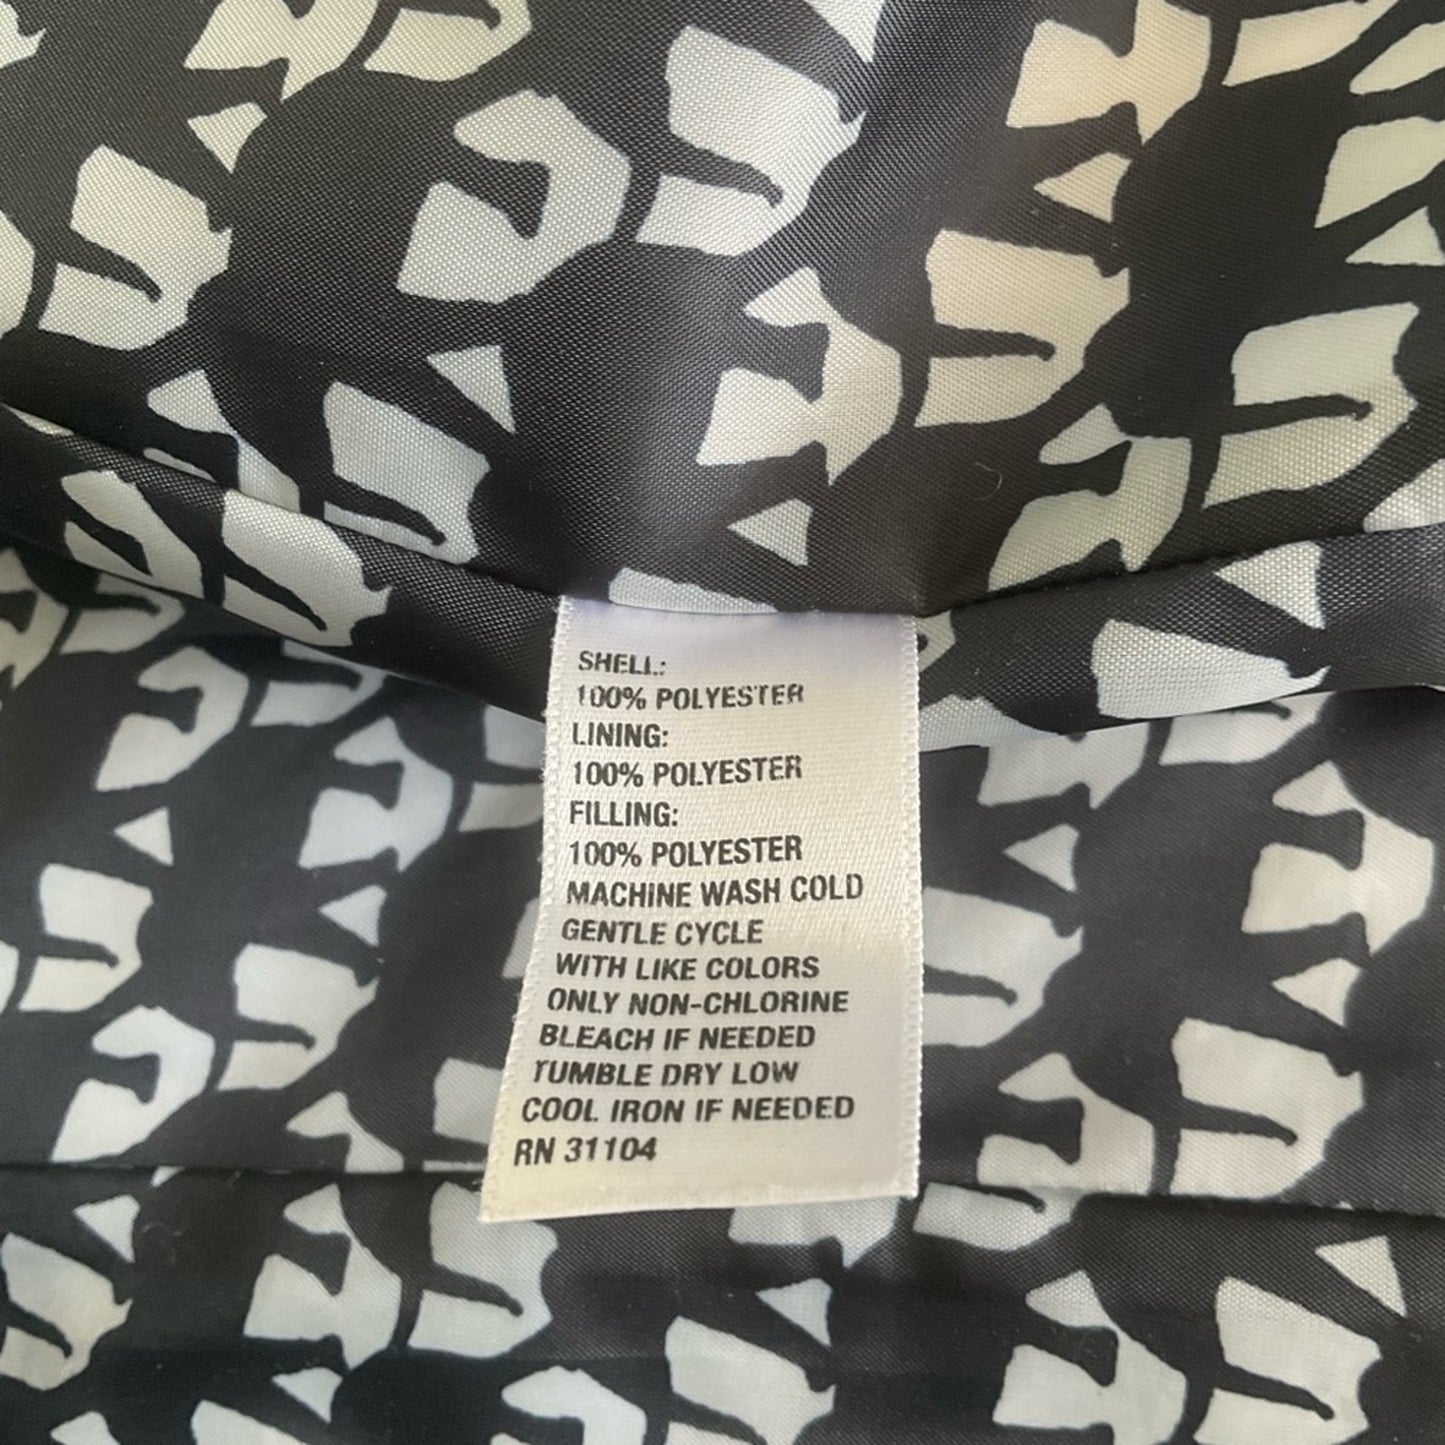 SHELL:
100% POLYESTER
LINING:
100% POLYESTER
FILLING:
100% POLYESTER
MACHINE WASH COLD
GENTLE CYCLE
WITH LIKE COLORS
ONLY NON-CHLORINE
BLEACH IF NEEDED
TUMBLE DRY LOW
COOL IRON IF NEEDED
RN 31104